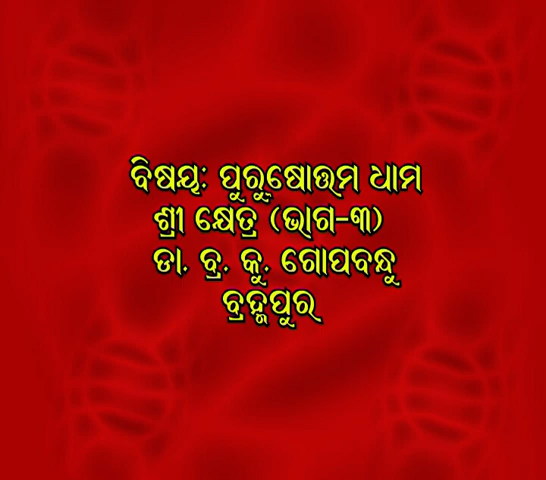 ବିଷୟ: ପୁରୁଷୋତ୍ତମ ଧାମ
ଶ୍ରୀ କ୍ଷେତ୍ର (ଭାଗ-୩)
ଡା. ବ୍ର. କୁ. ଗୋପବନ୍ଧୁ
ବ୍ରହ୍ମପୁର